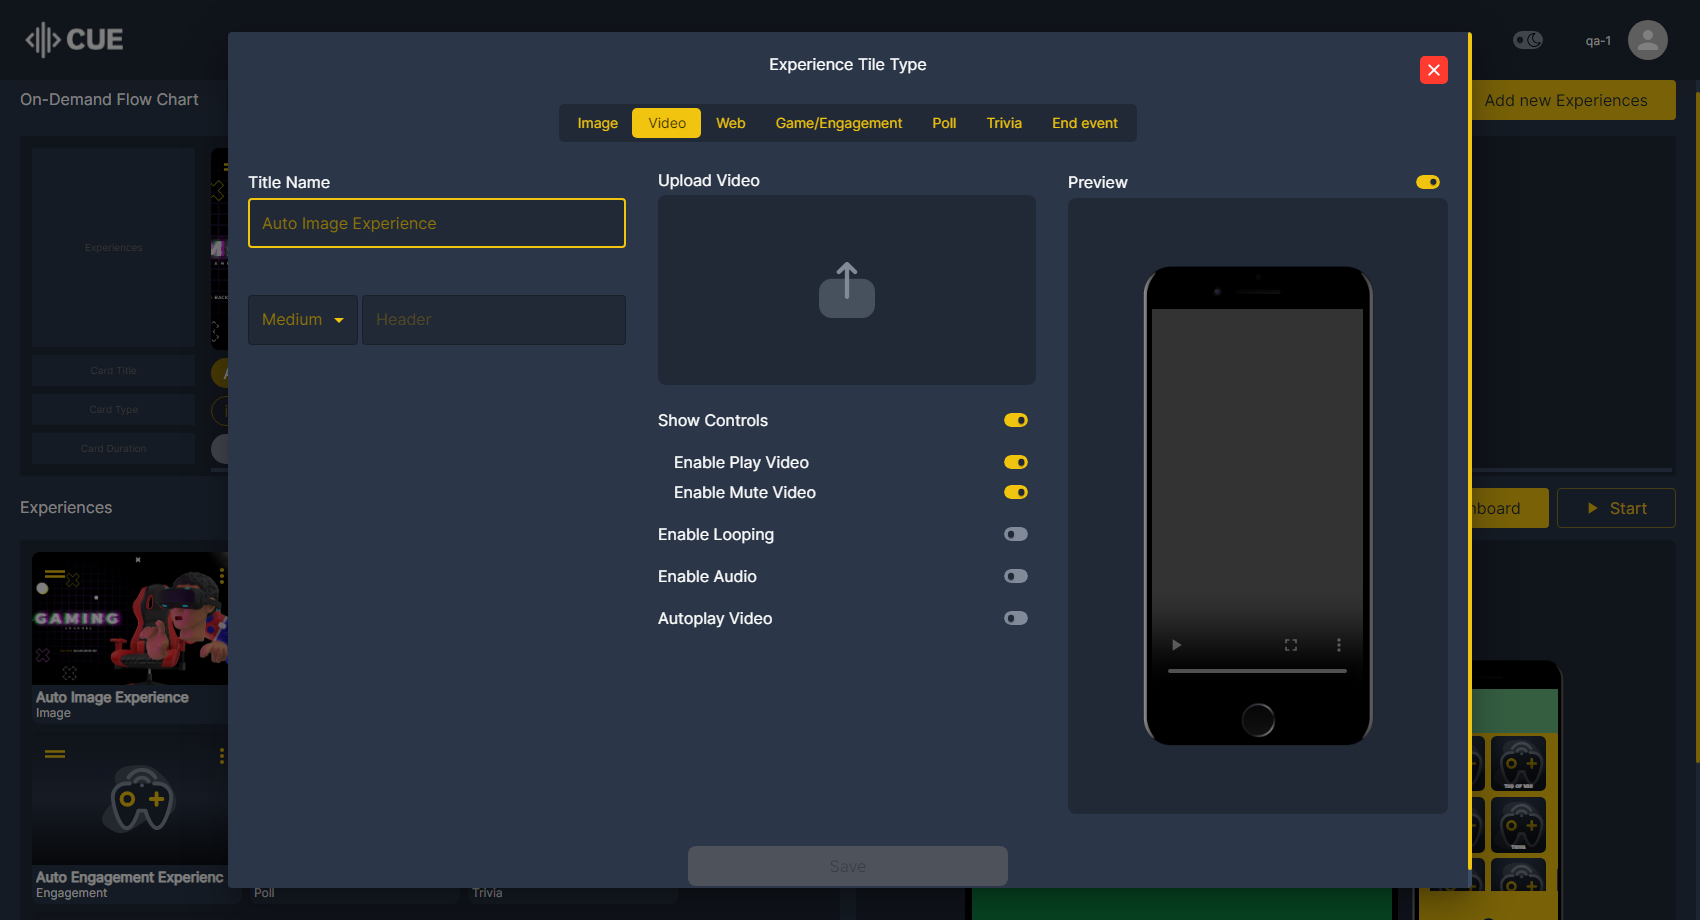 CUE
qa-1
On-Demand Flow Chart
Add new Experiences
Experience Tile Type
Image
Video
Web
Game/Engagement
Poll
Trivia
End event
Title Name
Auto Image Experience
Medium
Header
Upload Video
Show Controls
Enable Play Video
Enable Mute Video
Enable Looping
Enable Audio
Autoplay Video
Preview
Save
Experiences
Card Title
Card Type
Card Duration
Experiences
Start
GAMING
Auto Image Experience
Image
Auto Engagement Experienc
Engagement
Poll
Trivia